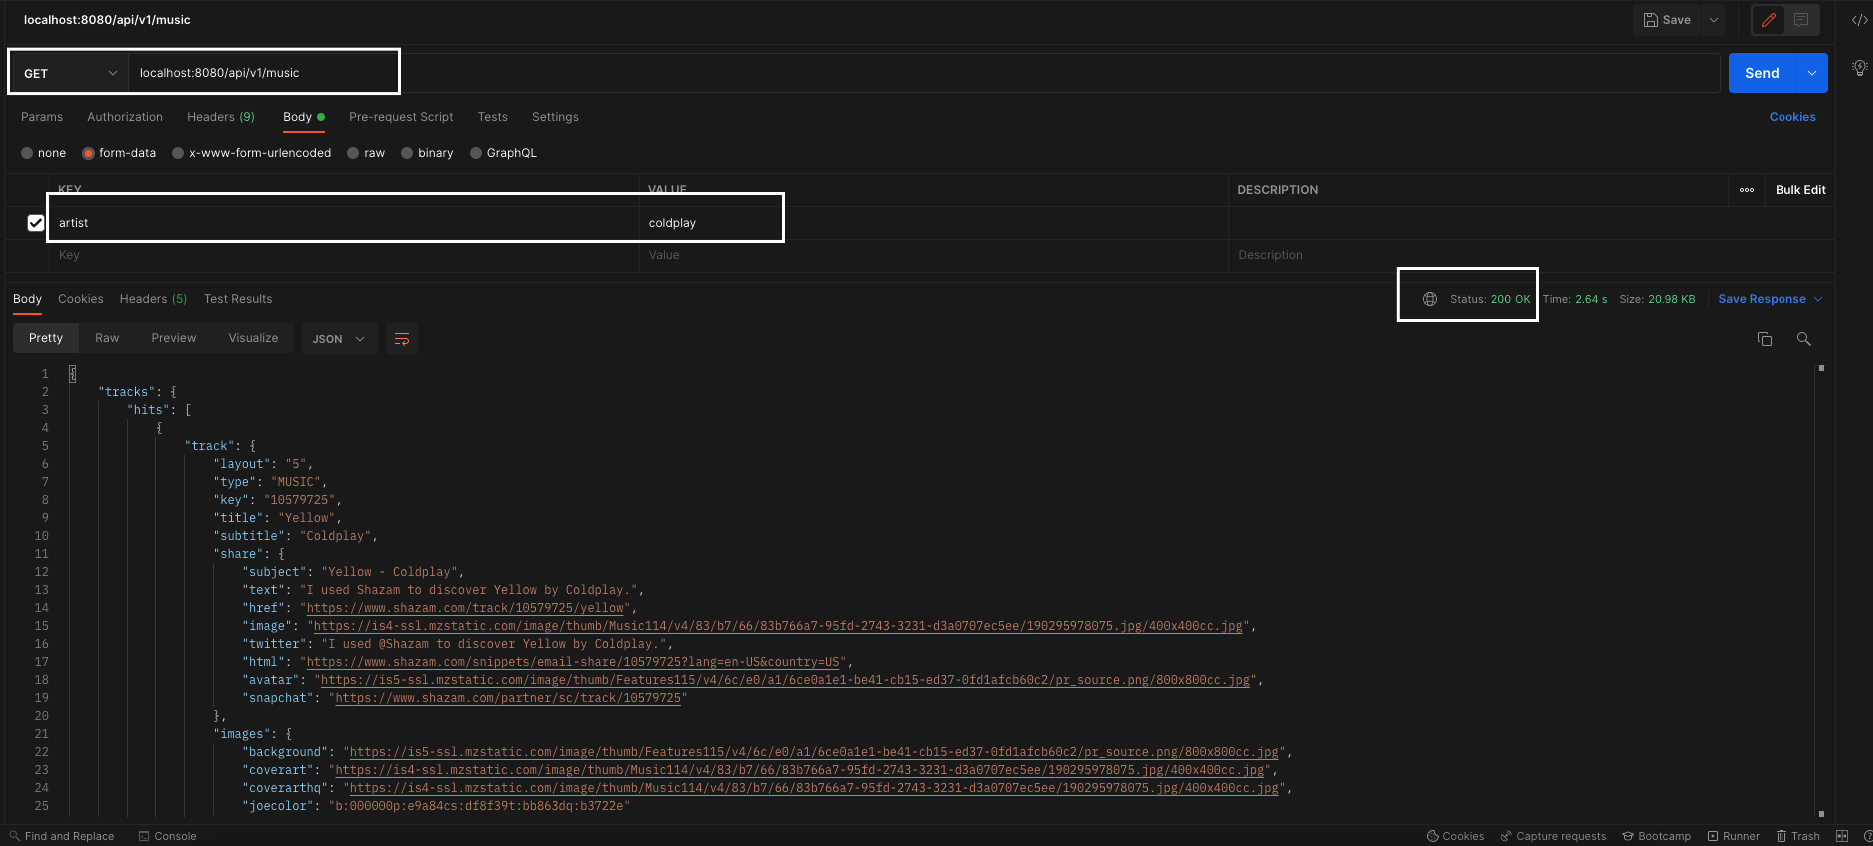 localhost:8080/api/v1/music
Save
GET localhost:8080/api/v1/music
Send
Params Authorization Headers (9) Body Pre-request Script Tests Settings Cookies
none form-data x-www-form-urlencoded raw binary GraphQL
KEY VALUE DESCRIPTION Bulk Edit
artist coldplay
Key Value Description
Body Cookies Headers (5) Test Results Status: 200 OK Time: 2.64 s Size: 20.98 KB Save Response
Pretty Raw Preview Visualize JSON
1 {
2 "tracks": {
3 "hits": [
4 {
5 "track": {
6 "layout": "5",
7 "type": "MUSIC",
8 "key": "10579725",
9 "title": "Yellow",
10 "subtitle": "Coldplay",
11 "share": {
12 "subject": "Yellow - Coldplay",
13 "text": "I used Shazam to discover Yellow by Coldplay.",
14 "href": "https://www.shazam.com/track/10579725/yellow",
15 "image": "https://is4-ssl.mzstatic.com/image/thumb/Music114/v4/83/b7/66/83b766a7-95fd-2743-3231-d3a0707ec5ee/190295978075.jpg/400x400cc.jpg",
16 "twitter": "I used @Shazam to discover Yellow by Coldplay.",
17 "html": "https://www.shazam.com/snippets/email-share/10579725?lang=en-US&country=US",
18 "avatar": "https://is5-ssl.mzstatic.com/image/thumb/Features115/v4/6c/e0/a1/6ce0a1e1-be41-cb15-ed37-0fd1afcb60c2/pr_source.png/800x800cc.jpg",
19 "snapchat": "https://www.shazam.com/partner/sc/track/10579725"
20 },
21 "images": {
22 "background": "https://is5-ssl.mzstatic.com/image/thumb/Features115/v4/6c/e0/a1/6ce0a1e1-be41-cb15-ed37-0fd1afcb60c2/pr_source.png/800x800cc.jpg",
23 "coverart": "https://is4-ssl.mzstatic.com/image/thumb/Music114/v4/83/b7/66/83b766a7-95fd-2743-3231-d3a0707ec5ee/190295978075.jpg/400x400cc.jpg",
24 "coverarthq": "https://is4-ssl.mzstatic.com/image/thumb/Music114/v4/83/b7/66/83b766a7-95fd-2743-3231-d3a0707ec5ee/190295978075.jpg/400x400cc.jpg",
25 "joecolor": "b:000000p:e9a84cs:df8f39t:bb863dq:b3722e"
Find and Replace Console Cookies Capture requests Bootcamp Runner Trash